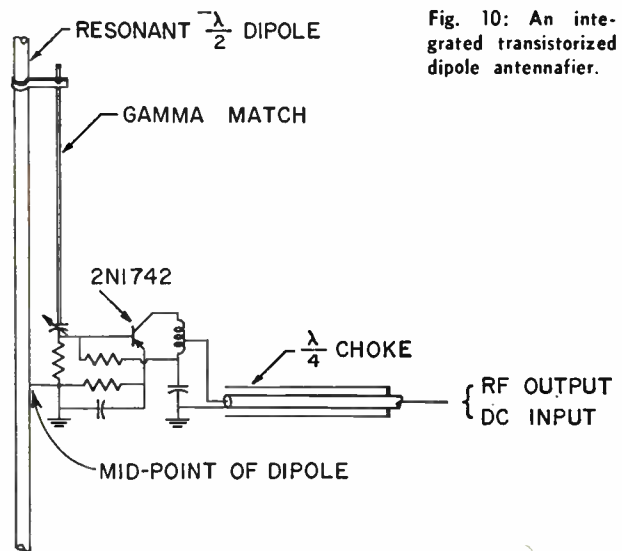 RESONANT λ/2 DIPOLE
Fig. 10: An inte-
grated transistorized
dipole antennafier.
GAMMA MATCH
2N1742
λ/4 CHOKE
RF OUTPUT
DC INPUT
MID-POINT OF DIPOLE